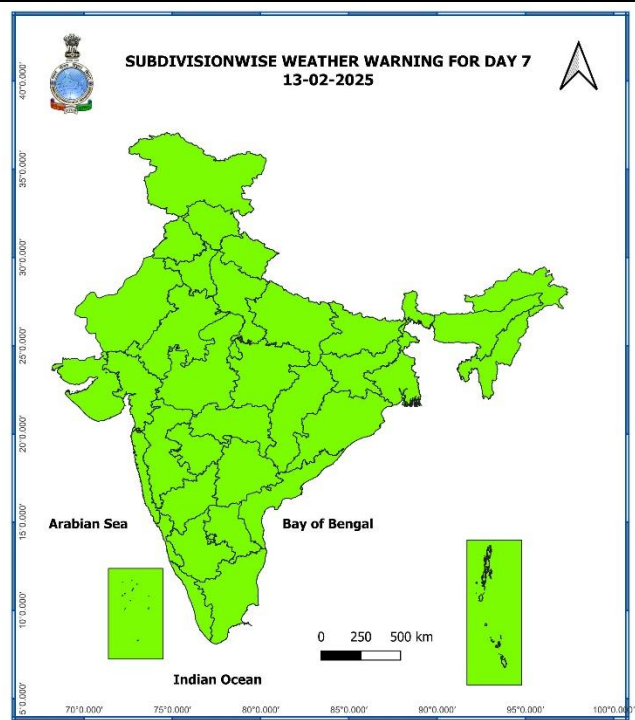 SUBDIVISIONWISE WEATHER WARNING FOR DAY 7
13-02-2025
40°0.000'
35°0.000'
30°0.000'
25°0.000'
20°0.000'
15°0.000'
10°0.000'
5°0.000'
Arabian Sea
Bay of Bengal
0 250 500 km
Indian Ocean
70°0.000' 75°0.000' 80°0.000' 85°0.000' 90°0.000' 95°0.000' 100°0.000'